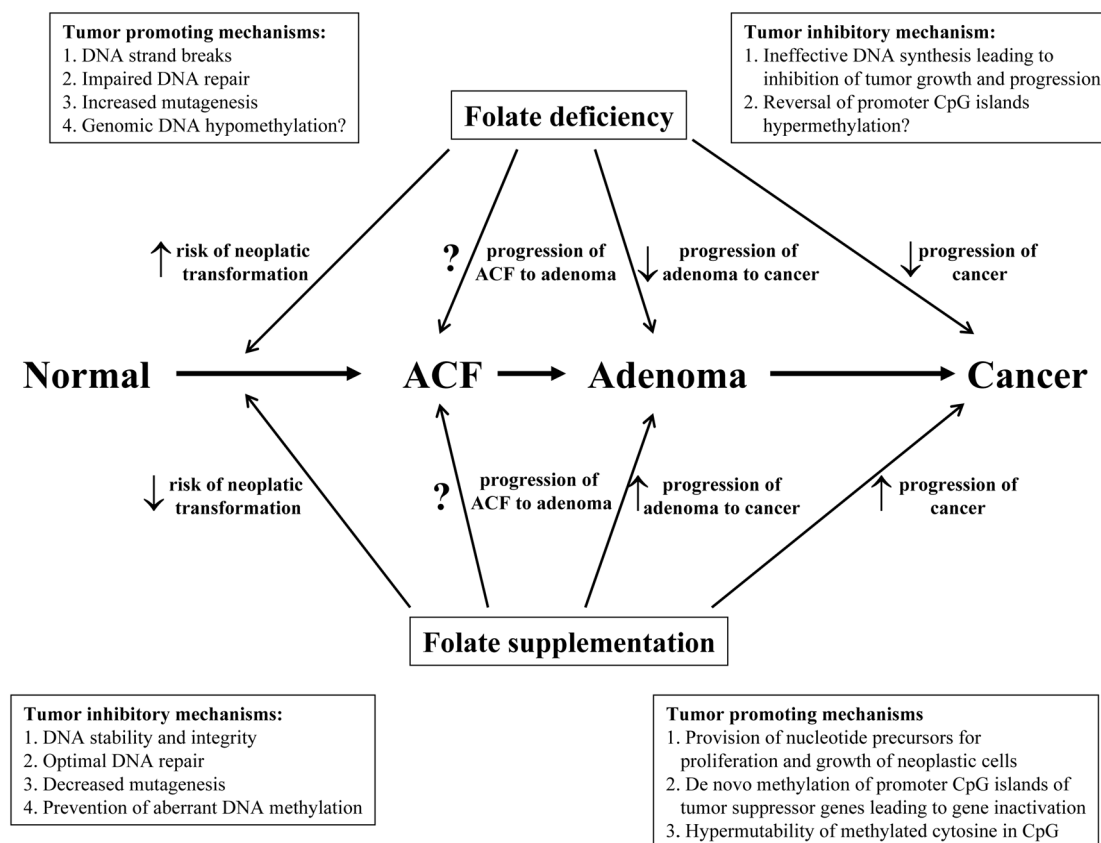 Tumor promoting mechanisms:
1. DNA strand breaks
2. Impaired DNA repair
3. Increased mutagenesis
4. Genomic DNA hypomethylation?
Tumor inhibitory mechanism:
1. Ineffective DNA synthesis leading to
inhibition of tumor growth and progression
2. Reversal of promoter CpG islands
hypermethylation?
Folate deficiency
↑ risk of neoplatic
transformation
? progression of
ACF to adenoma
↓ progression of
adenoma to cancer
↓ progression of
cancer
Normal
ACF
Adenoma
Cancer
↓ risk of neoplatic
transformation
? progression of
ACF to adenoma
↑ progression of
adenoma to cancer
↑ progression of
cancer
Folate supplementation
Tumor inhibitory mechanisms:
1. DNA stability and integrity
2. Optimal DNA repair
3. Decreased mutagenesis
4. Prevention of aberrant DNA methylation
Tumor promoting mechanisms
1. Provision of nucleotide precursors for
proliferation and growth of neoplastic cells
2. De novo methylation of promoter CpG islands of
tumor suppressor genes leading to gene inactivation
3. Hypermutability of methylated cytosine in CpG